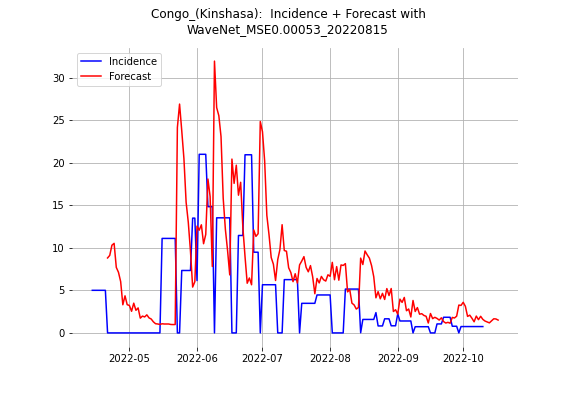 Congo_(Kinshasa):  Incidence + Forecast with
WaveNet_MSE0.00053_20220815
Incidence
Forecast
30
25
20
15
10
5
0
2022-05 2022-06 2022-07 2022-08 2022-09 2022-10